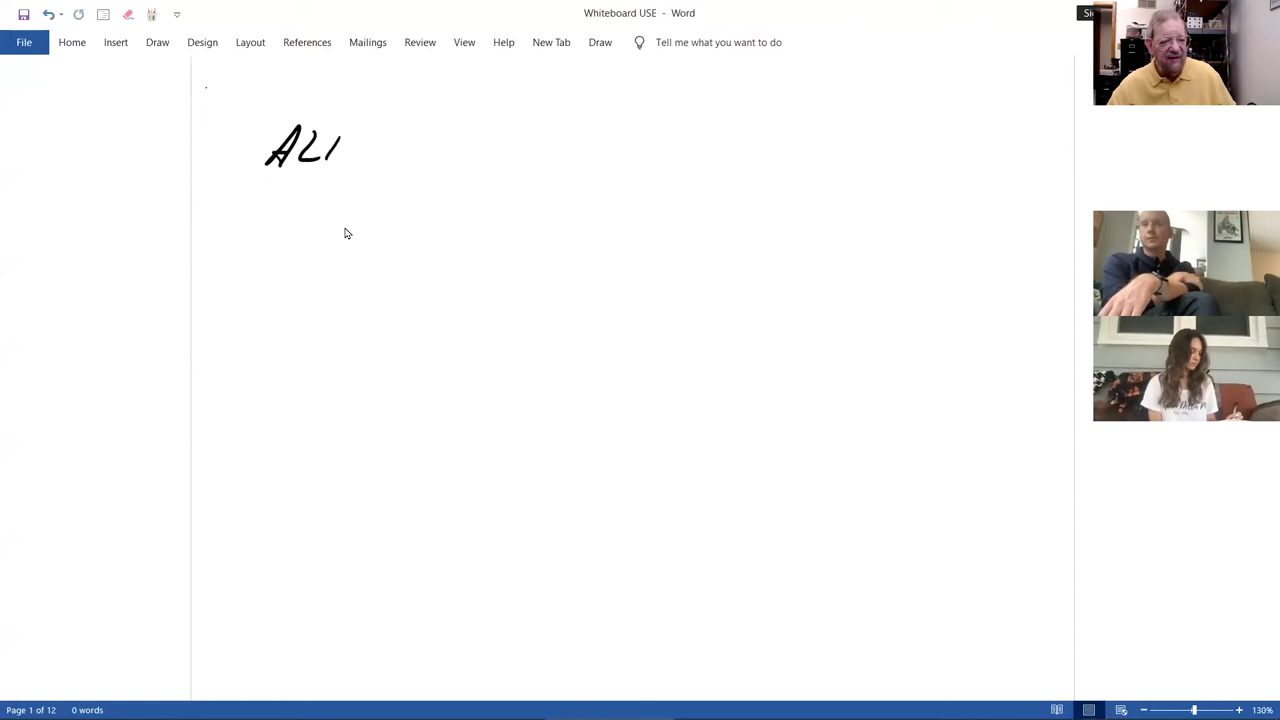 Whiteboard USE - Word
File Home Insert Draw Design Layout References Mailings Review View Help New Tab Draw Tell me what you want to do
ALI
Page 1 of 12 0 words 130%